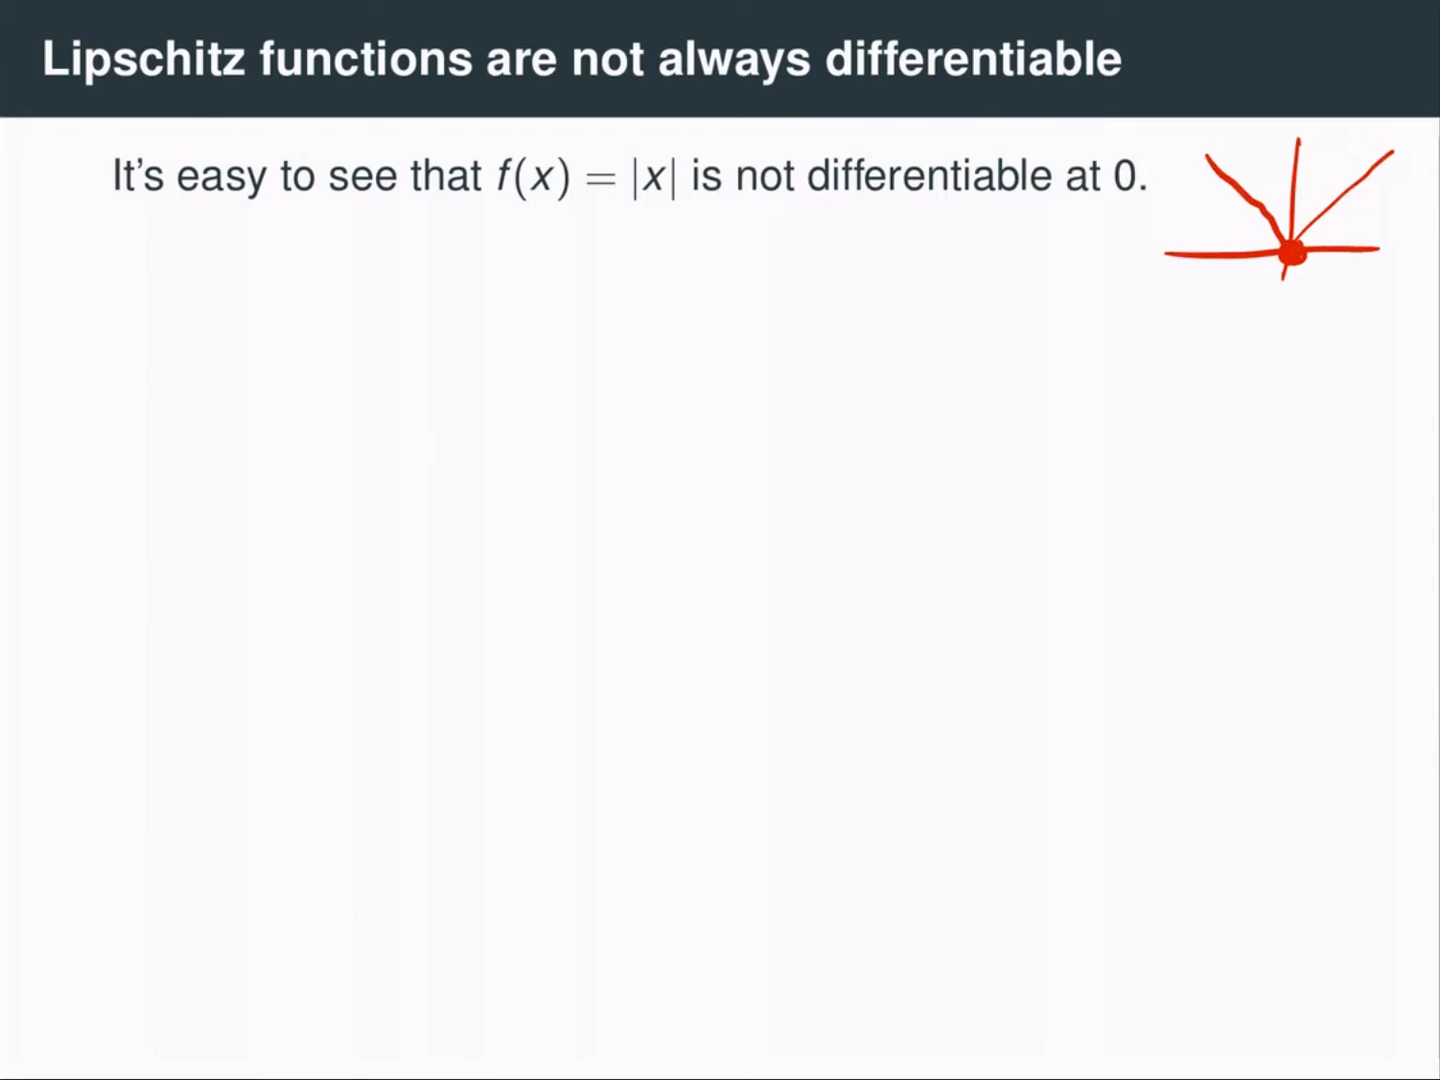 Lipschitz functions are not always differentiable
It’s easy to see that f(x) = |x| is not differentiable at 0.